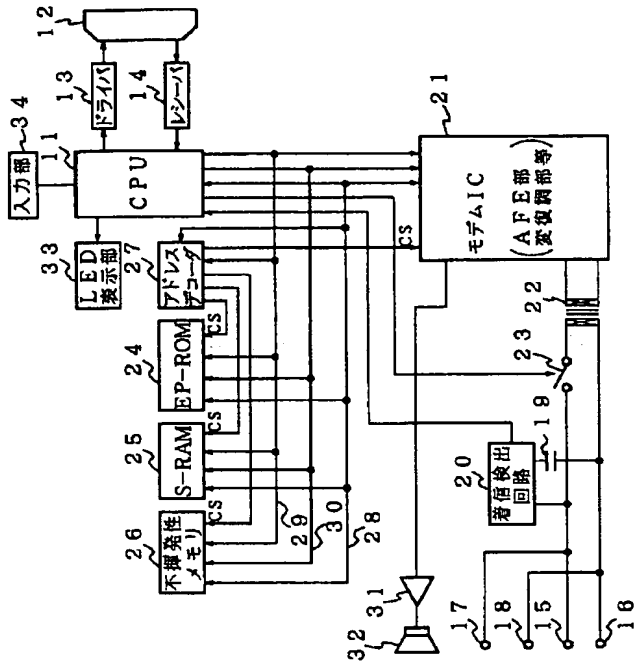 34
入力部
33
LED
表示部
11
CPU
13
ドライバ
14
レシーバ
12
27
アドレス
デコーダ
24
EP-ROM
CS
25
S-RAM
CS
26
不揮発性
メモリ
CS
29
30
28
CS
21
モデムIC
(AFE部
変復調部等)
31
32
20
着信検出
回路
19
23
22
17
18
15
16